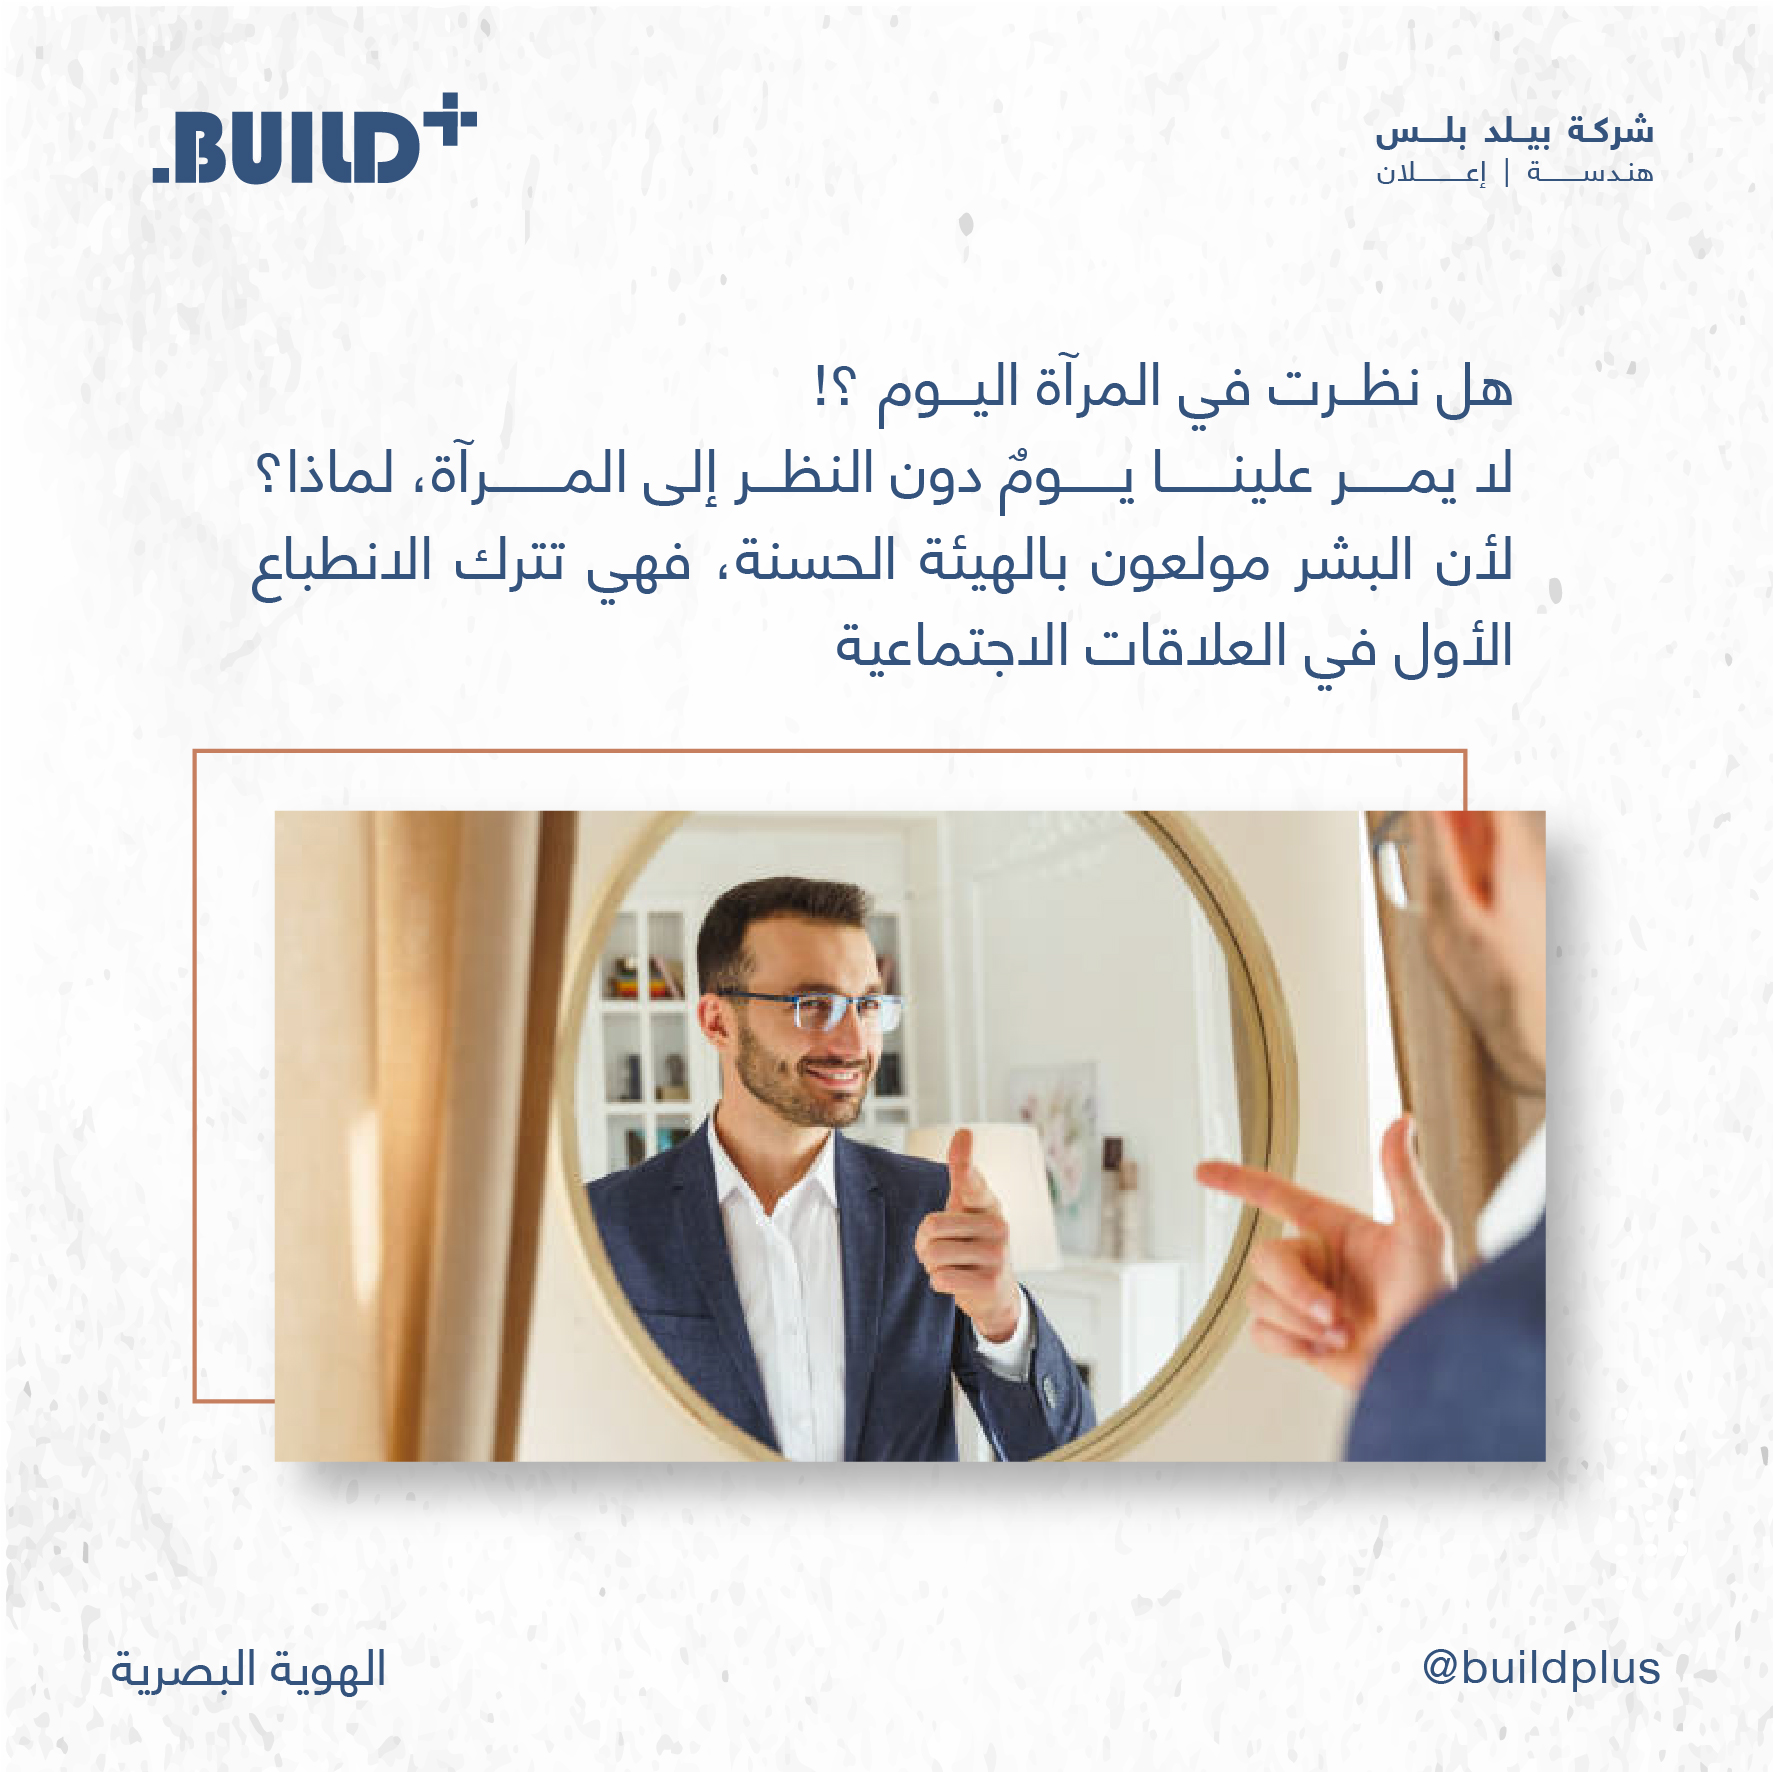 شركة بيلد بلس
هندسة | إعلان
.BUILD+
هل نظرت في المرآة اليوم ؟!
لا يمر علينا يومٌ دون النظر إلى المرآة، لماذا؟
لأن البشر مولعون بالهيئة الحسنة، فهي تترك الانطباع
الأول في العلاقات الاجتماعية
@buildplus
الهوية البصرية